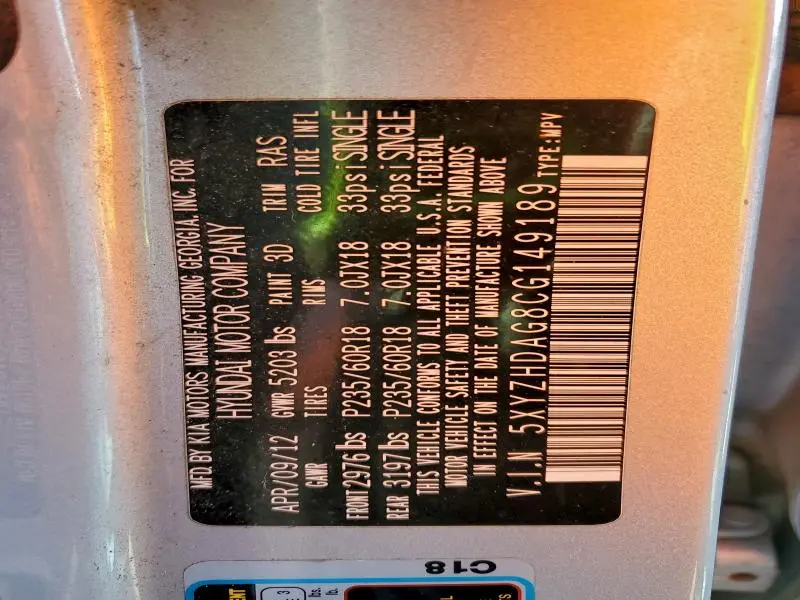 MFD.BY KIA MOTORS MANUFACTURING GEORGIA, INC. FOR
HYUNDAI MOTOR COMPANY
APR/09/12 GWR 5203 lbs PAINT 3D TRIM RAS
GAWR TIRES RIMS COLD TIRE INFL
FRONT 2976 lbs P235/60R18 7.0JX18 33psi SINGLE
REAR 3197 lbs P235/60R18 7.0JX18 33psi SINGLE
THIS VEHICLE CONFORMS TO ALL APPLICABLE U.S.A. FEDERAL
MOTOR VEHICLE SAFETY AND THEFT PREVENTION STANDARDS
IN EFFECT ON THE DATE OF MANUFACTURE SHOWN ABOVE
V.I.N 5XYZHDAG8CG149189 TYPE:MPV
C18